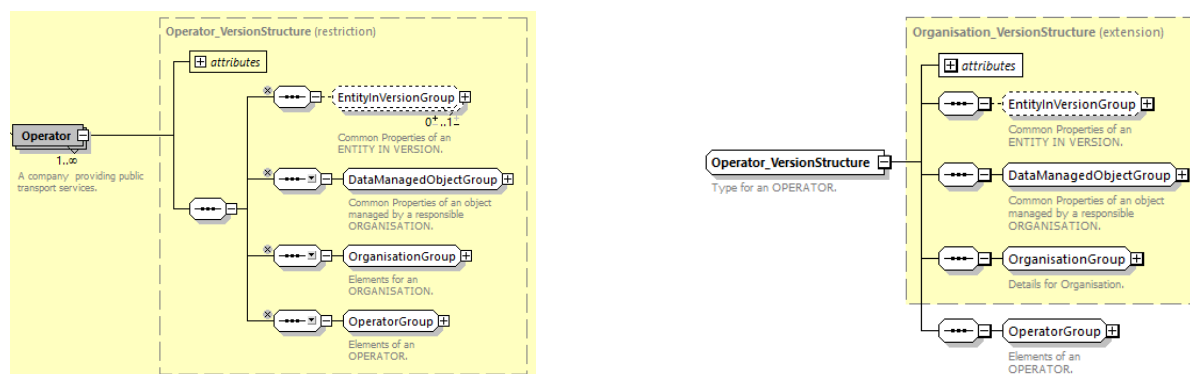 Operator_VersionStructure (restriction)
attributes
EntityInVersionGroup
0..1
Common Properties of an
ENTITY IN VERSION.
Operator
1..∞
A company providing public
transport services.
DataManagedObjectGroup
Common Properties of an object
managed by a responsible
ORGANISATION.
OrganisationGroup
Elements for an
ORGANISATION.
OperatorGroup
Elements of an
OPERATOR.
Organisation_VersionStructure (extension)
attributes
EntityInVersionGroup
Common Properties of an
ENTITY IN VERSION.
Operator_VersionStructure
Type for an OPERATOR.
DataManagedObjectGroup
Common Properties of an object
managed by a responsible
ORGANISATION.
OrganisationGroup
Details for Organisation.
OperatorGroup
Elements of an
OPERATOR.